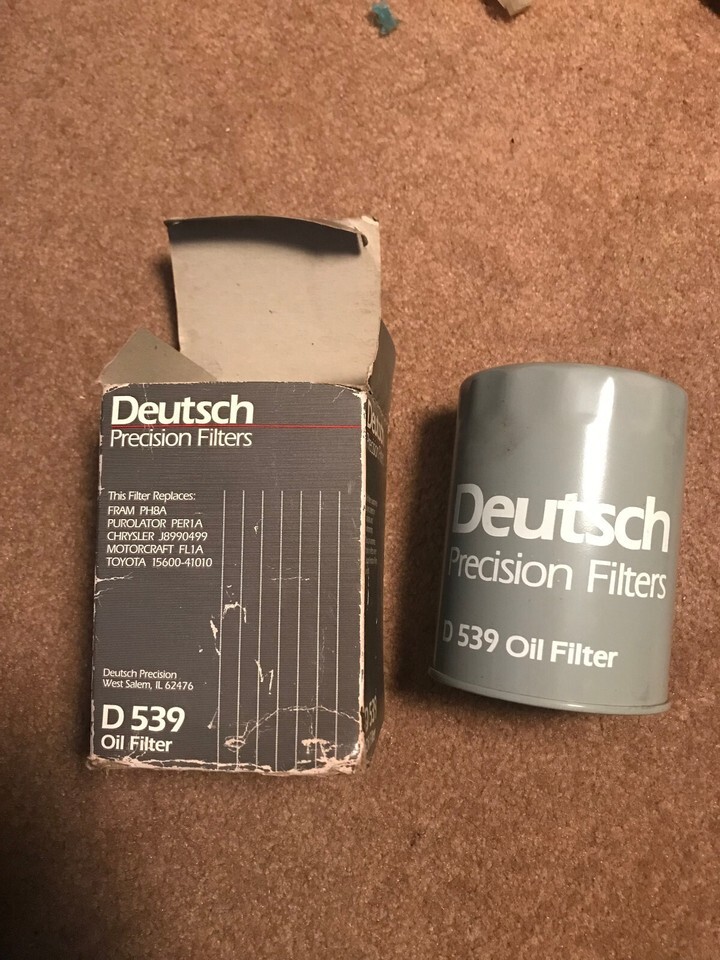 Deutsch
Precision Filters
This Filter Replaces:
FRAM PH8A
PUROLATOR PER1A
CHRYSLER J8990499
MOTORCRAFT FL1A
TOYOTA 15600-41010
Deutsch Precision
West Salem, IL 62476
D 539
Oil Filter
Deutsch
Precision Filters
D 539 Oil Filter